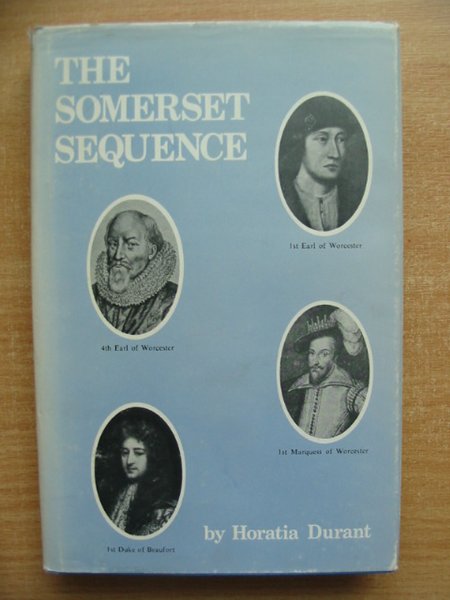 THE
SOMERSET
SEQUENCE
1st Earl of Worcester
4th Earl of Worcester
1st Marquess of Worcester
1st Duke of Beaufort
by Horatia Durant